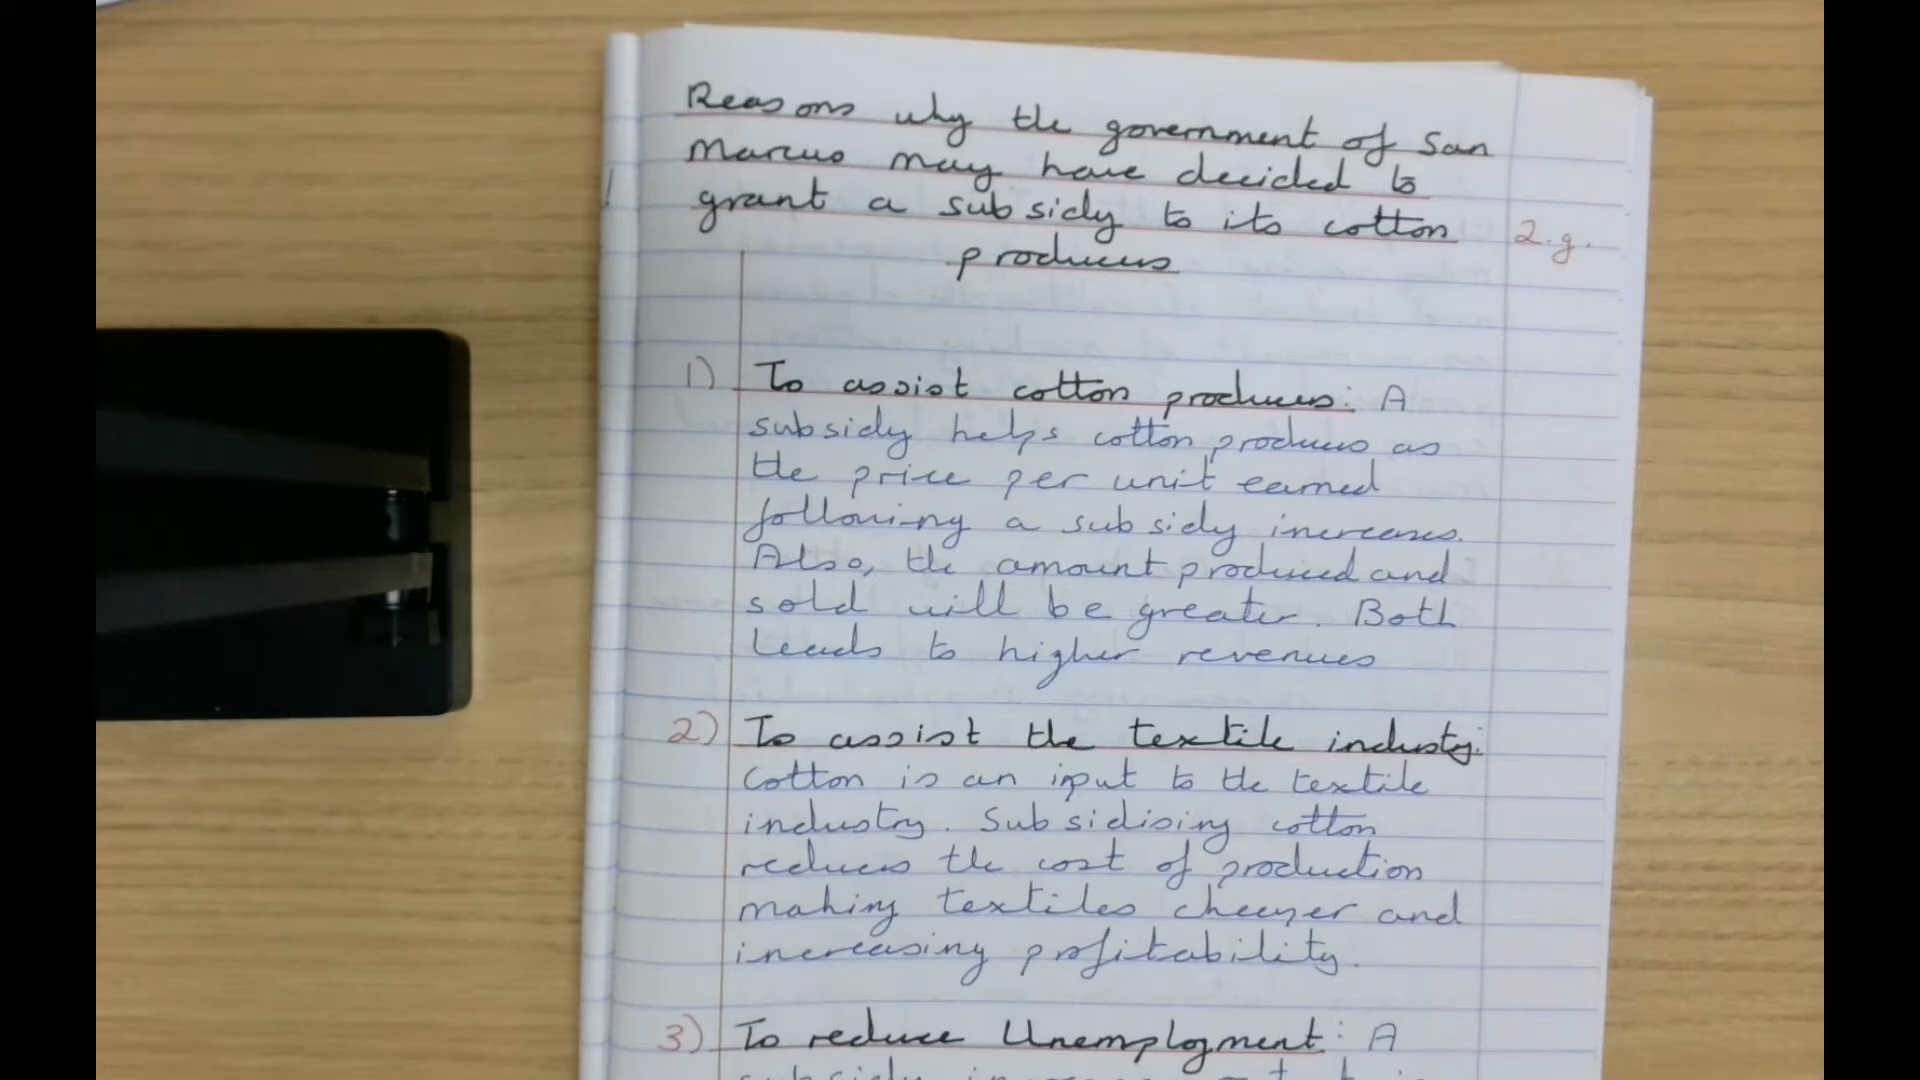 Reasons why the government of San
Marcus may have decided to
grant a subsidy to its cotton
producers
2.g.
1) To assist cotton producers: A
subsidy helps cotton producers as
the price per unit earned
following a subsidy increases.
Also, the amount produced and
sold will be greater. Both
leads to higher revenues
2) To assist the textile industry:
Cotton is an input to the textile
industry. Subsidising cotton
reduces the cost of production
making textiles cheaper and
increasing profitability.
3) To reduce Unemployment: A
subsidy